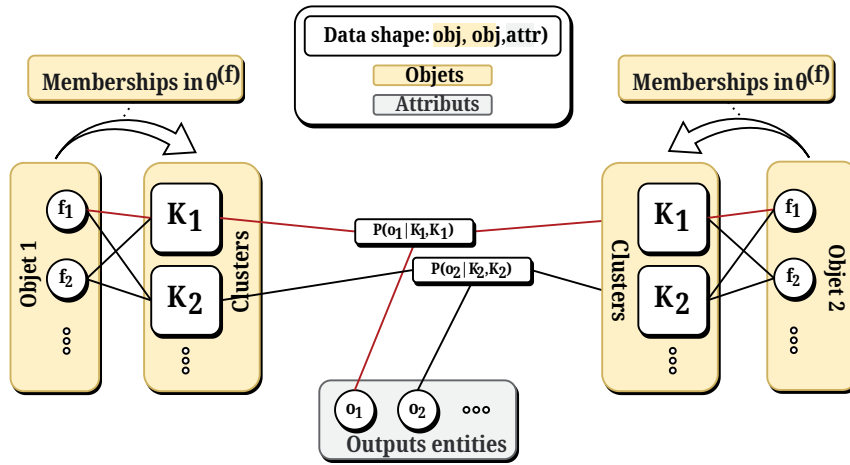 Data shape: obj, obj,attr)
Objets
Attributs
Memberships in θ(f)
Memberships in θ(f)
Objet 1
f1
f2
K1
K2
Clusters
P(o1|K1,K1)
P(o2|K2,K2)
Clusters
K1
K2
f1
f2
Objet 2
o1
o2
Outputs entities